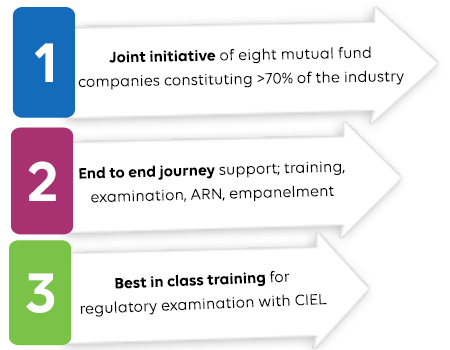 1
Joint initiative of eight mutual fund
companies constituting >70% of the industry
2
End to end journey support; training,
examination, ARN, empanelment
3
Best in class training for
regulatory examination with CIEL